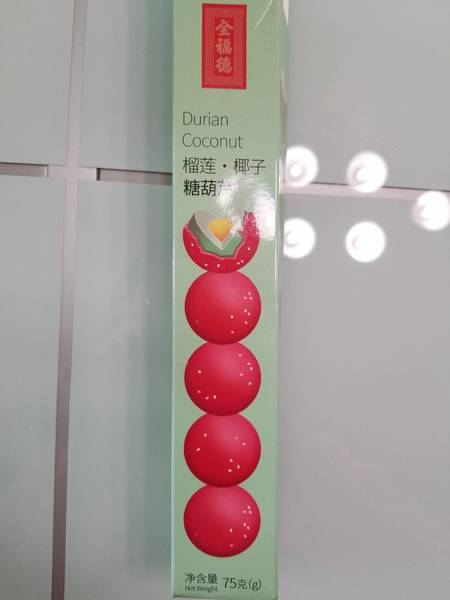 全福德
Durian
Coconut
榴莲·椰子
糖葫芦
净含量
Net Weight
75克(g)